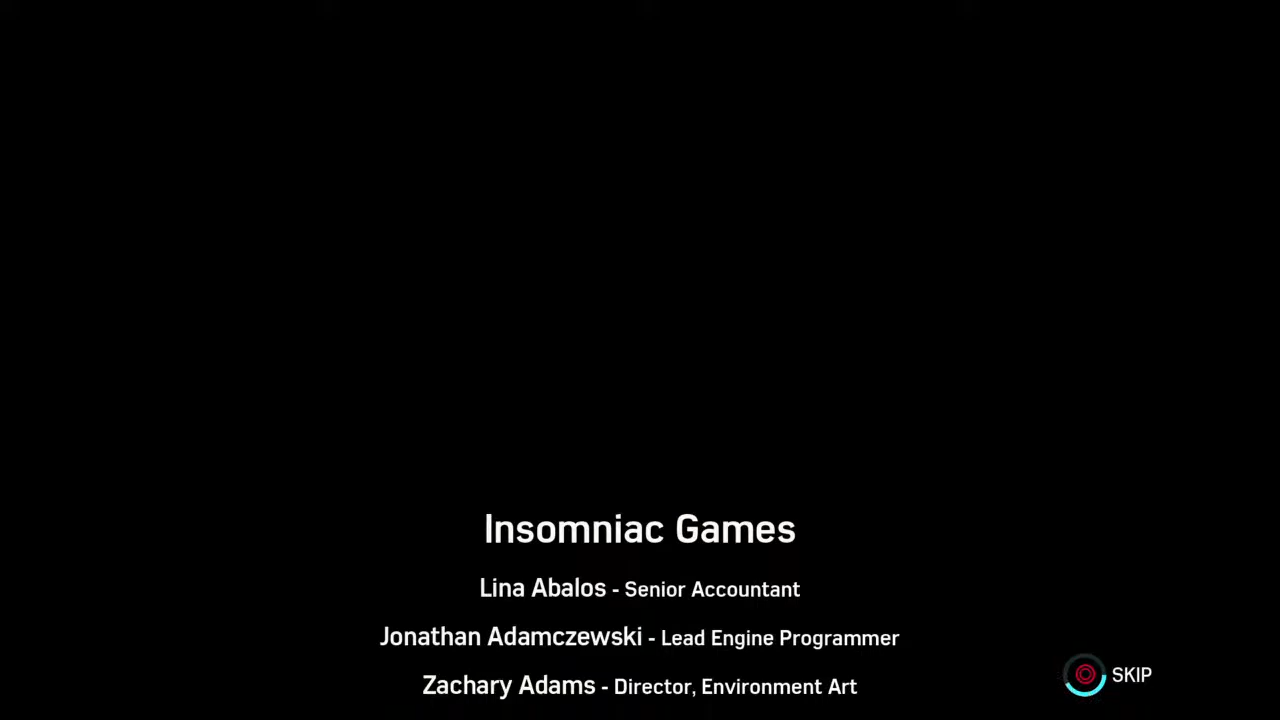 Insomniac Games
Lina Abalos - Senior Accountant
Jonathan Adamczewski - Lead Engine Programmer
Zachary Adams - Director, Environment Art
SKIP